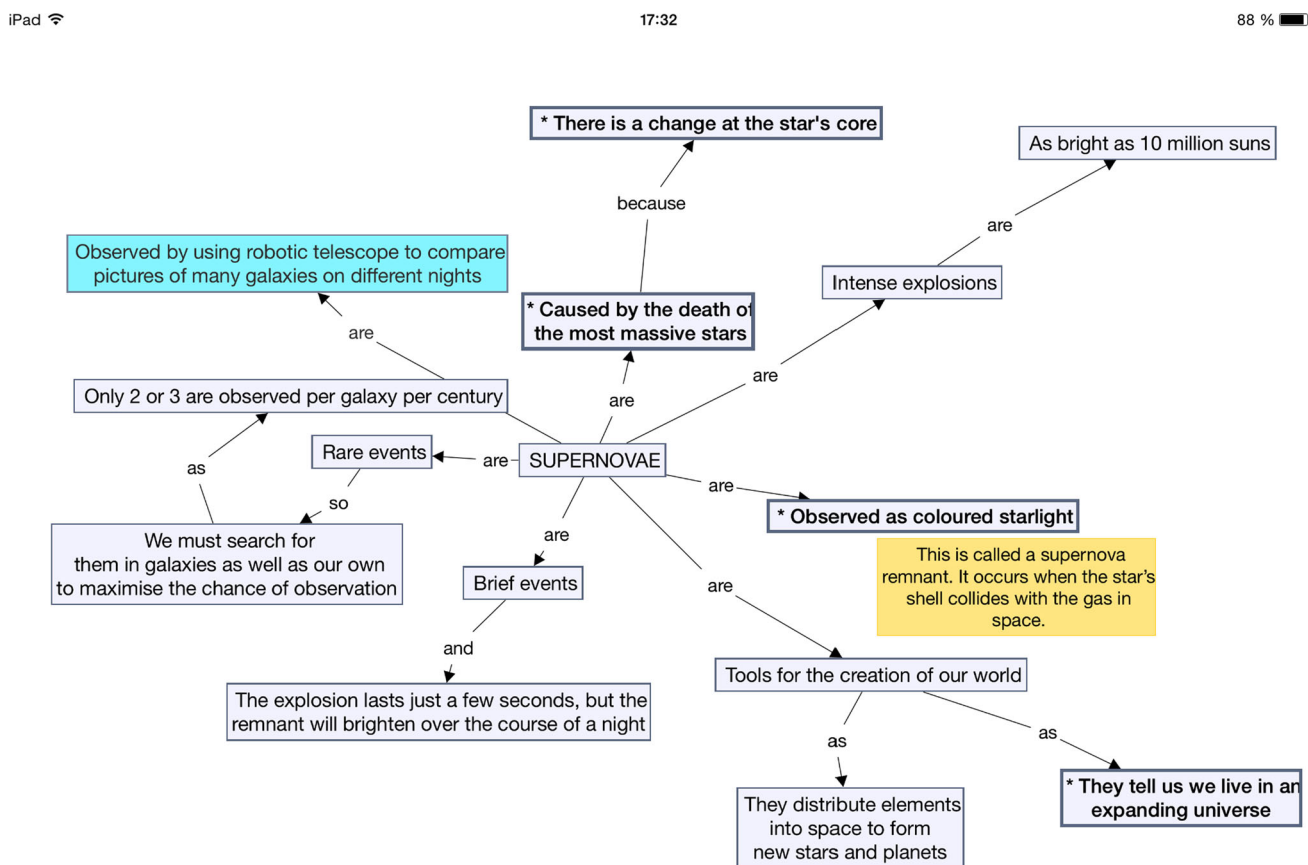 iPad
17:32
88 %
* There is a change at the star's core
As bright as 10 million suns
because
are
Observed by using robotic telescope to compare
pictures of many galaxies on different nights
Intense explosions
* Caused by the death of
the most massive stars
are
are
are
Only 2 or 3 are observed per galaxy per century
Rare events
are
SUPERNOVAE
as
so
are
* Observed as coloured starlight
We must search for
them in galaxies as well as our own
to maximise the chance of observation
are
Brief events
This is called a supernova
remnant. It occurs when the star’s
shell collides with the gas in
space.
are
and
Tools for the creation of our world
The explosion lasts just a few seconds, but the
remnant will brighten over the course of a night
as
as
They distribute elements
into space to form
new stars and planets
* They tell us we live in an
expanding universe